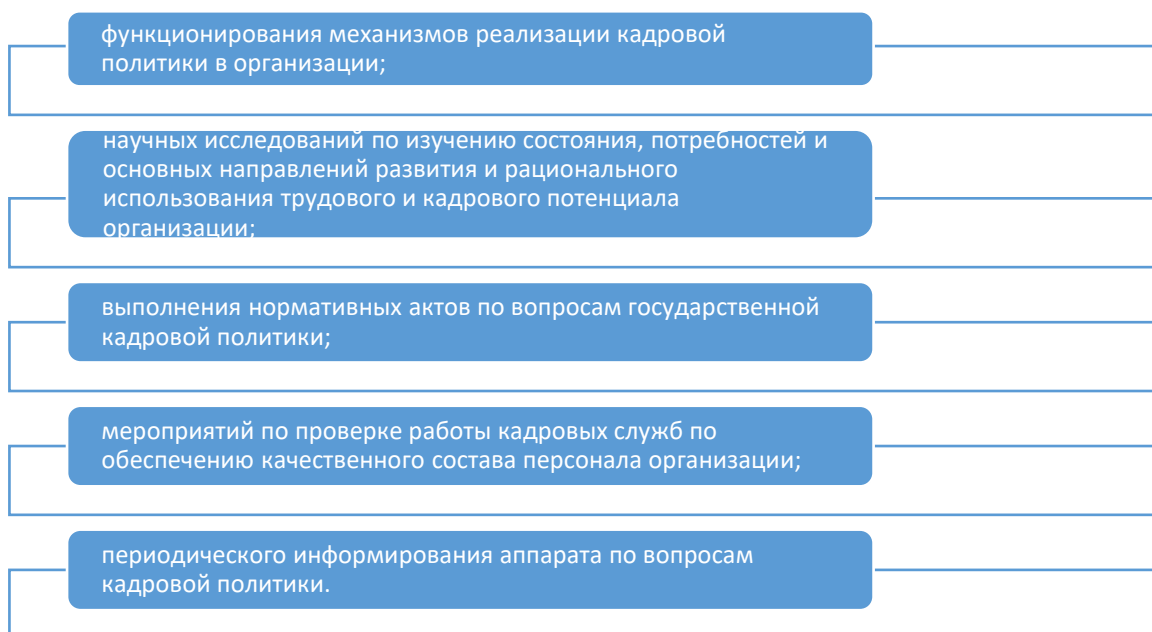 функционирования механизмов реализации кадровой
политики в организации;
научных исследований по изучению состояния, потребностей и
основных направлений развития и рационального
использования трудового и кадрового потенциала
организации;
выполнения нормативных актов по вопросам государственной
кадровой политики;
мероприятий по проверке работы кадровых служб по
обеспечению качественного состава персонала организации;
периодического информирования аппарата по вопросам
кадровой политики.